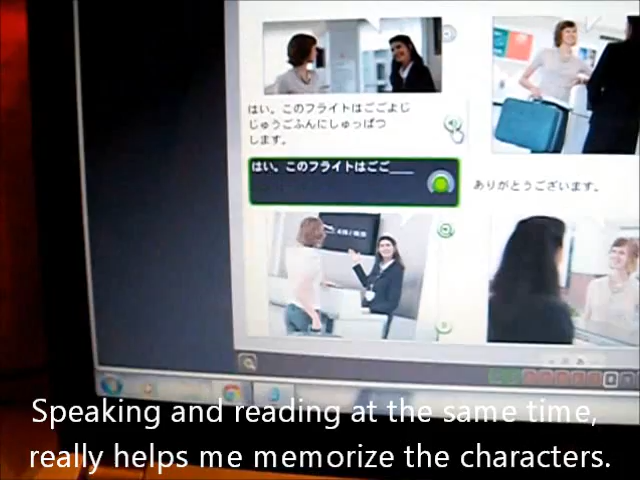 はい。このフライトはごごよじ
じゅうごふんにしゅっぱつ
します。
はい。このフライトはごご____
ありがとうございます。
Speaking and reading at the same time,
really helps me memorize the characters.